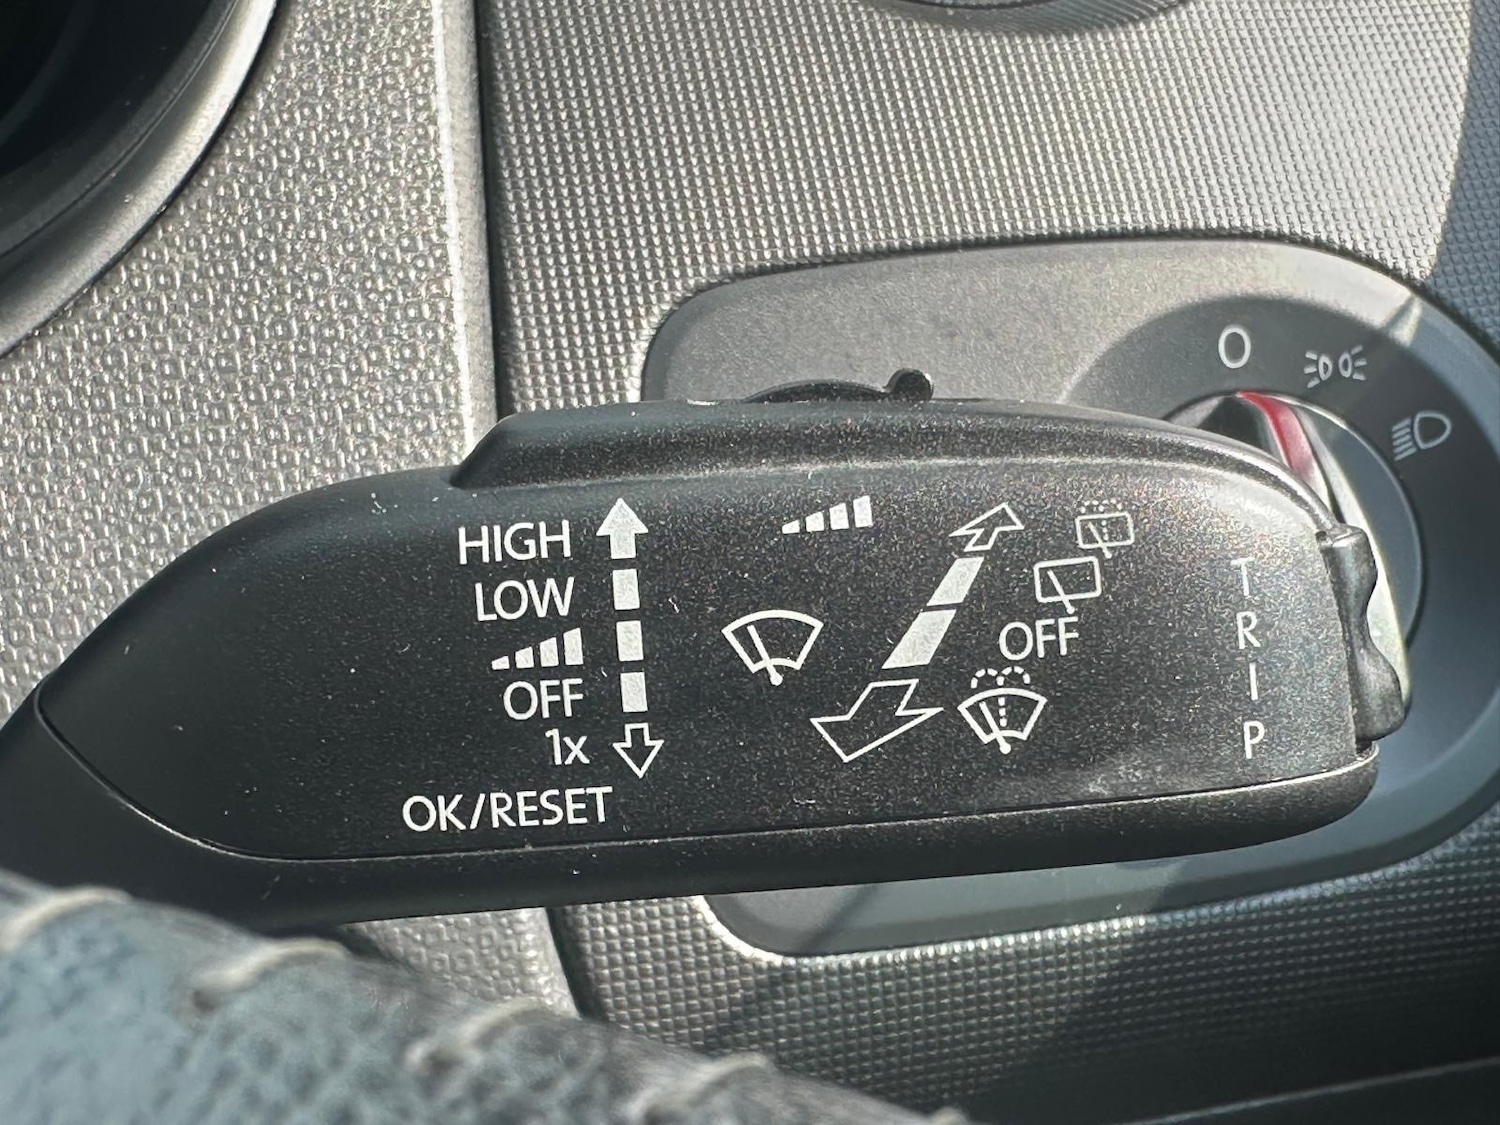 O
HIGH
LOW
OFF
1x
OK/RESET
OFF
TRIP